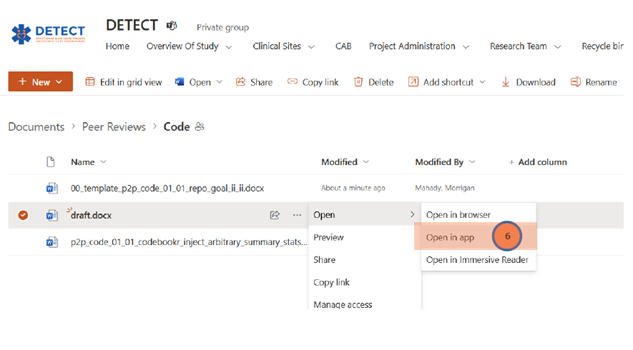 DETECT
DETECT
Private group
Home Overview Of Study Clinical Sites CAB Project Administration Research Team Recycle bin
+ New Edit in grid view Open Share Copy link Delete Add shortcut Download Rename
Documents > Peer Reviews > Code
Name Modified Modified By + Add column
00_template_p2p_code_01_01_repo_goal_ii_ii.docx About a minute ago Mahady, Morrigan
draft.docx ... Open > Open in browser
Preview Open in app 6
p2p_code_01_01_codebookr_inject_arbitrary_summary_stats...
Share Open in Immersive Reader
Copy link
Manage access